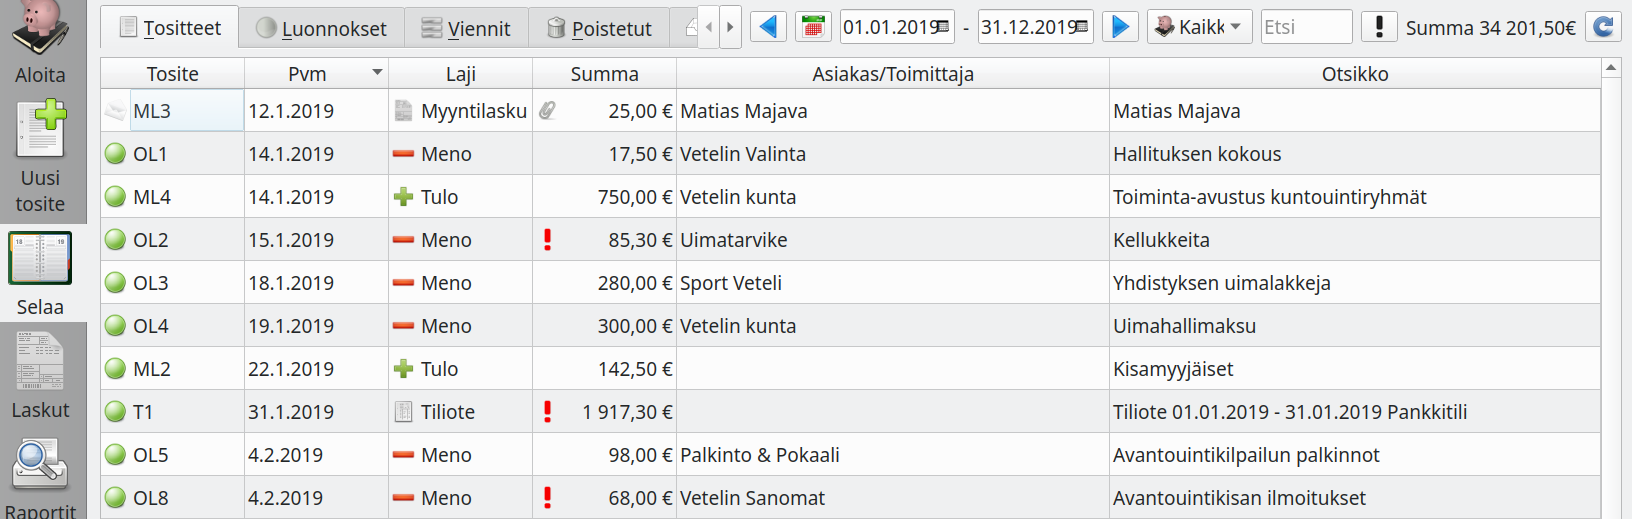 Aloita
Uusi
tosite
Selaa
Laskut
Raportit
Tositteet
Luonnokset
Viennit
Poistetut
01.01.2019 - 31.12.2019
Kaikk
Etsi
Summa 34 201,50€
Tosite Pvm Laji Summa Asiakas/Toimittaja Otsikko
ML3 12.1.2019 Myyntilasku 25,00 € Matias Majava Matias Majava
OL1 14.1.2019 Meno 17,50 € Vetelin Valinta Hallituksen kokous
ML4 14.1.2019 Tulo 750,00 € Vetelin kunta Toiminta-avustus kuntouintiryhmät
OL2 15.1.2019 Meno 85,30 € Uimatarvike Kellukkeita
OL3 18.1.2019 Meno 280,00 € Sport Veteli Yhdistyksen uimalakkeja
OL4 19.1.2019 Meno 300,00 € Vetelin kunta Uimahallimaksu
ML2 22.1.2019 Tulo 142,50 € Kisamyyjäiset
T1 31.1.2019 Tiliote 1 917,30 € Tiliote 01.01.2019 - 31.01.2019 Pankkitili
OL5 4.2.2019 Meno 98,00 € Palkinto & Pokaali Avantouintikilpailun palkinnot
OL8 4.2.2019 Meno 68,00 € Vetelin Sanomat Avantouintikisan ilmoitukset